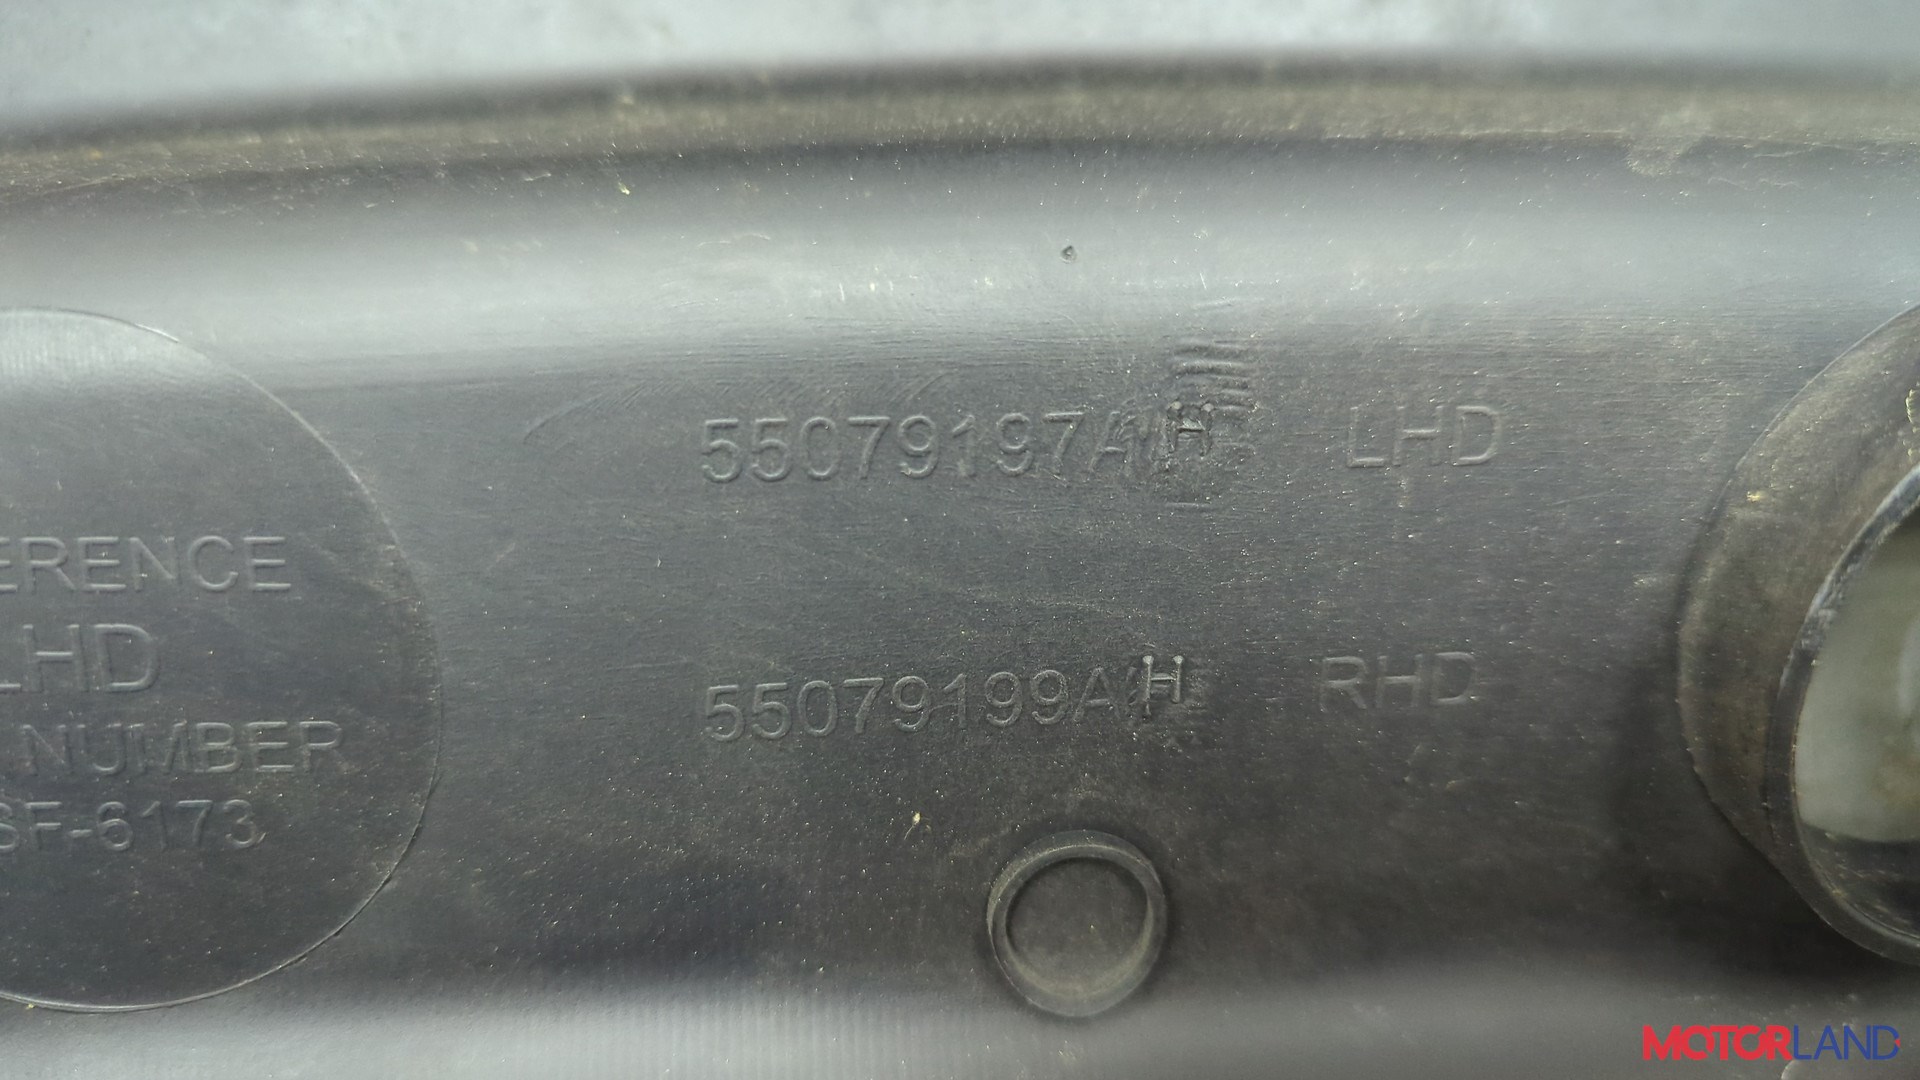 55079197AH LHD
55079199AH RHD
ERENCE
LHD
NUMBER
SF-6173
MOTORLAND